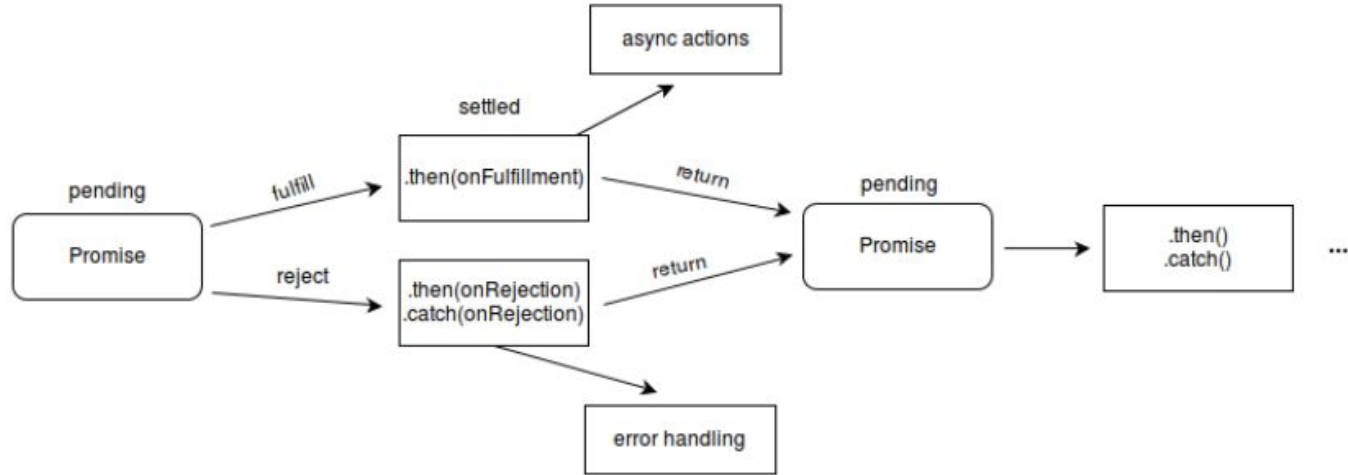 async actions
settled
.then(onFulfillment)
pending
fulfill
return
pending
Promise
Promise
.then()
.catch()
...
reject
.then(onRejection)
.catch(onRejection)
return
error handling